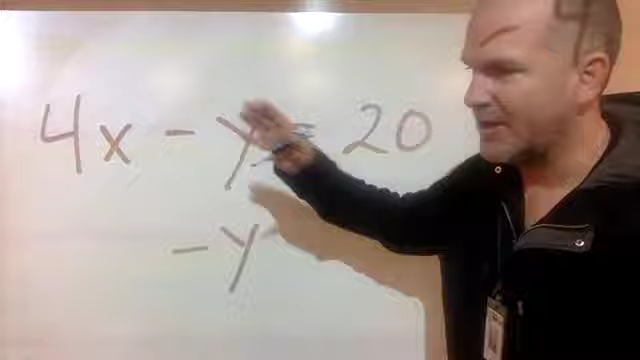 4x - y = 20
- y